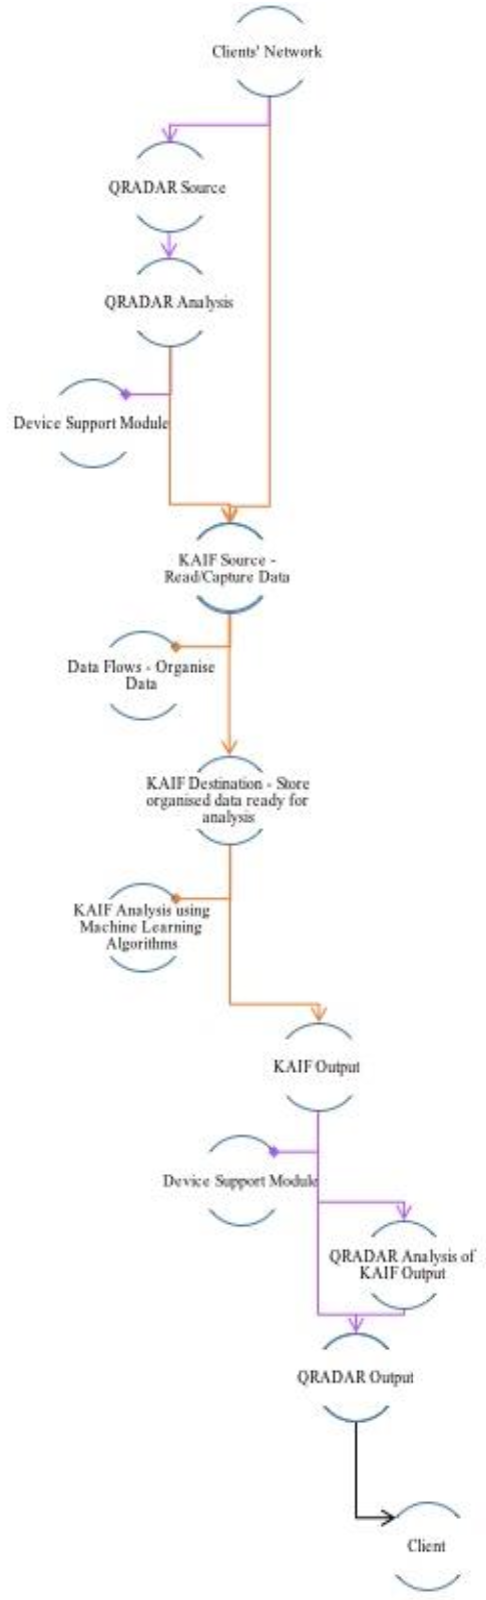 Clients' Network
QRADAR Source
QRADAR Analysis
Device Support Module
KAIF Source -
Read/Capture Data
Data Flows - Organise
Data
KAIF Destination - Store
organised data ready for
analysis
KAIF Analysis using
Machine Learning
Algorithms
KAIF Output
Device Support Module
QRADAR Analysis of
KAIF Output
QRADAR Output
Client